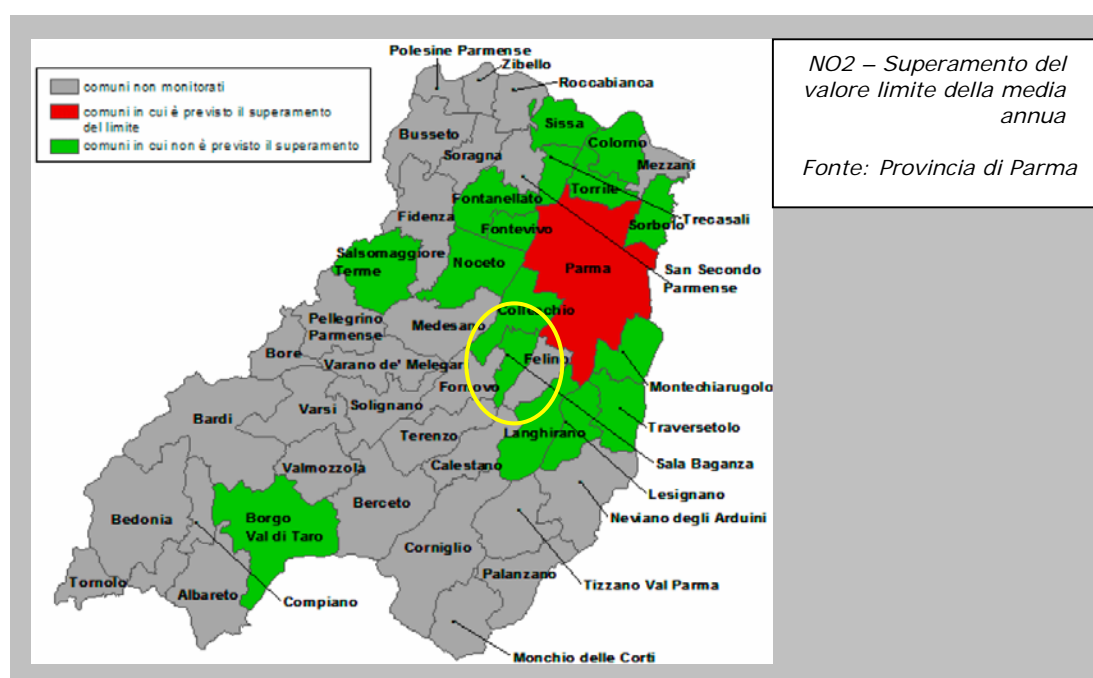 NO2 – Superamento del
valore limite della media
annua
Fonte: Provincia di Parma
comuni non monitorati
comuni in cui è previsto il superamento
del limite
comuni in cui non è previsto il superamento
Polesine Parmense
Zibello
Roccabianca
Sissa
Busseto
Colorno
Soragna
Mezzani
Torrile
Fontanellato
Trecasali
Fidenza
Sorbolo
Fontevivo
Salsomaggiore
Terme
Noceto
Parma
San Secondo
Parmense
Collecchio
Pellegrino
Parmense
Medesano
Bore
Felino
Varano de' Melegar
Fornovo
Montechiarugolo
Solignano
Varsi
Bardi
Traversetolo
Terenzo
Langhirano
Sala Baganza
Valmozzola
Calestano
Lesignano
Berceto
Neviano degli Arduini
Bedonia
Borgo
Val di Taro
Corniglio
Palanzano
Tornolo
Tizzano Val Parma
Albareto
Compiano
Monchio delle Corti